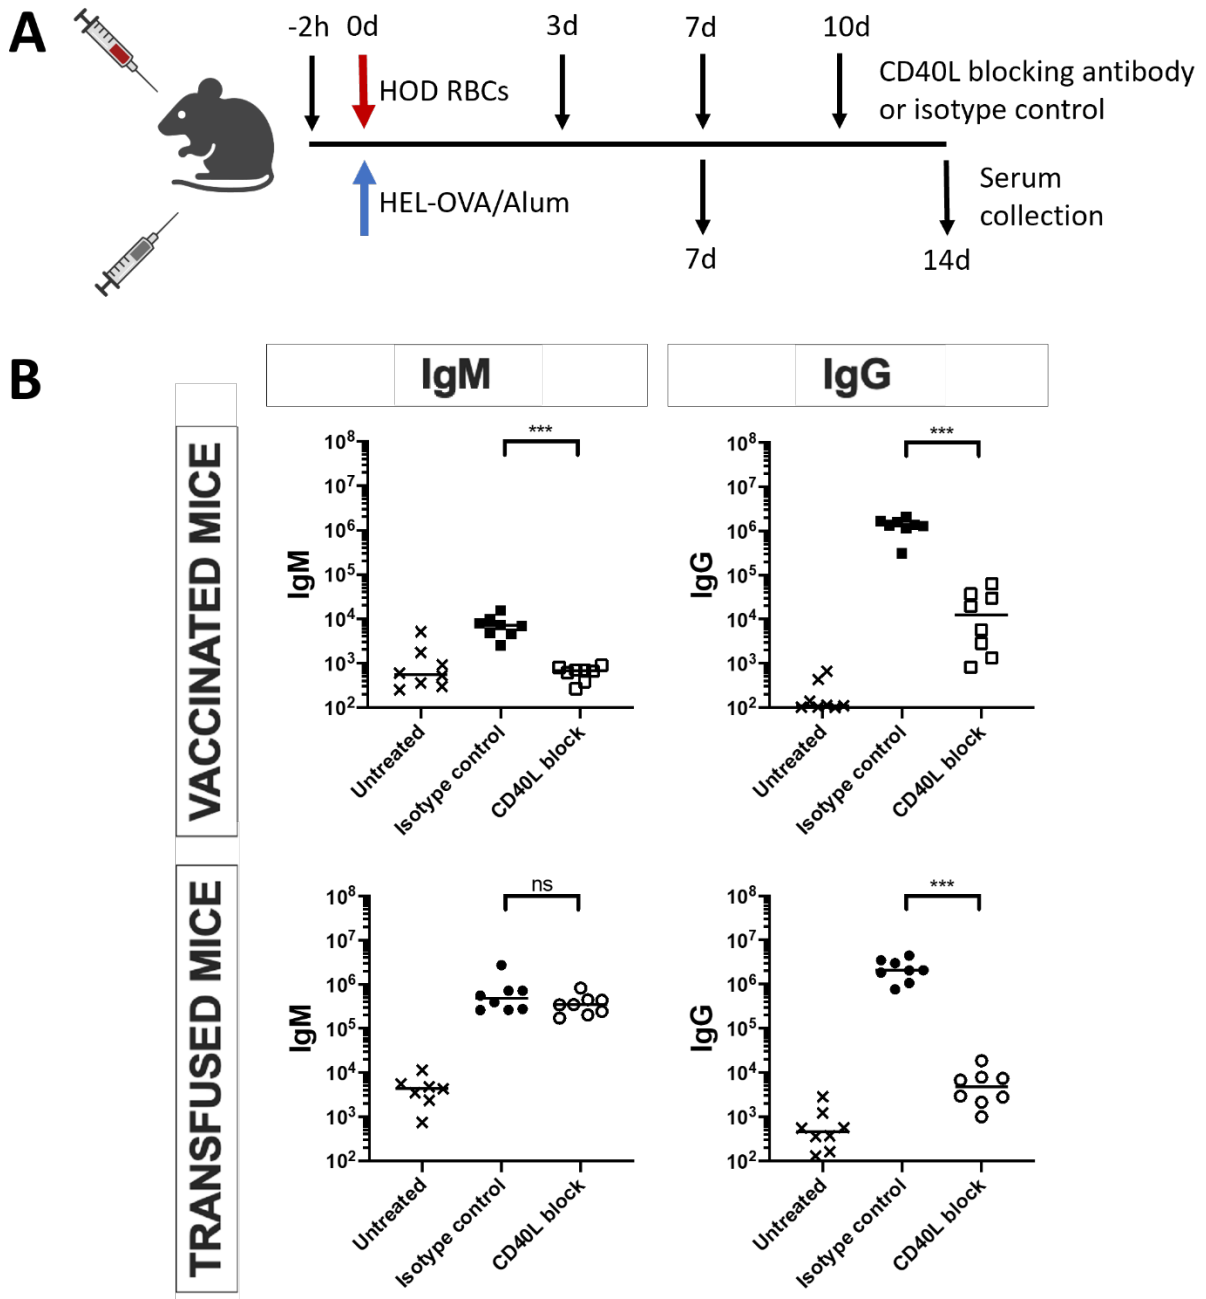 A
-2h 0d 3d 7d 10d
HOD RBCs
CD40L blocking antibody
or isotype control
HEL-OVA/Alum
Serum
collection
7d 14d
B
IgM IgG
VACCINATED MICE
***
10⁸
10⁷
10⁶
10⁵
10⁴
10³
10²
IgM
Untreated
Isotype control
CD40L block
***
10⁸
10⁷
10⁶
10⁵
10⁴
10³
10²
IgG
Untreated
Isotype control
CD40L block
TRANSFUSED MICE
ns
10⁸
10⁷
10⁶
10⁵
10⁴
10³
10²
IgM
Untreated
Isotype control
CD40L block
***
10⁸
10⁷
10⁶
10⁵
10⁴
10³
10²
IgG
Untreated
Isotype control
CD40L block